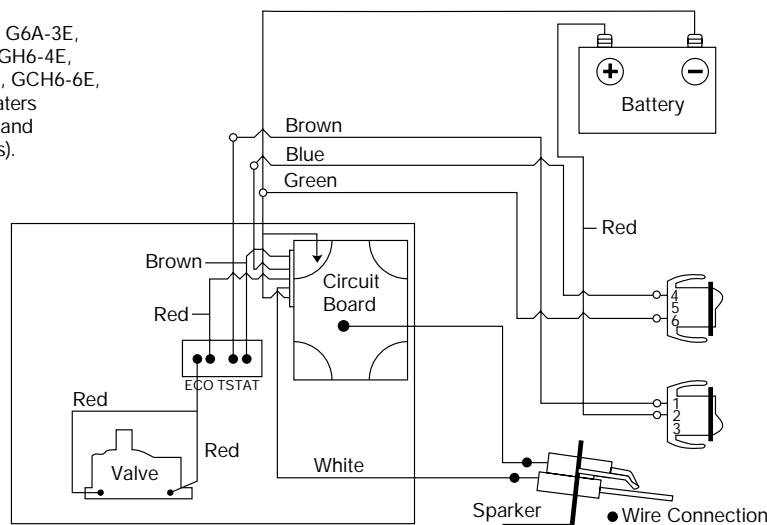 G6A-3E,
GH6-4E,
, GCH6-6E,
aters
and
s).
Battery
+
−
Brown
Blue
Green
Red
Brown
Red
Circuit
Board
4
5
6
ECO TSTAT
1
2
3
Red
Red
Valve
White
Sparker
Wire Connection